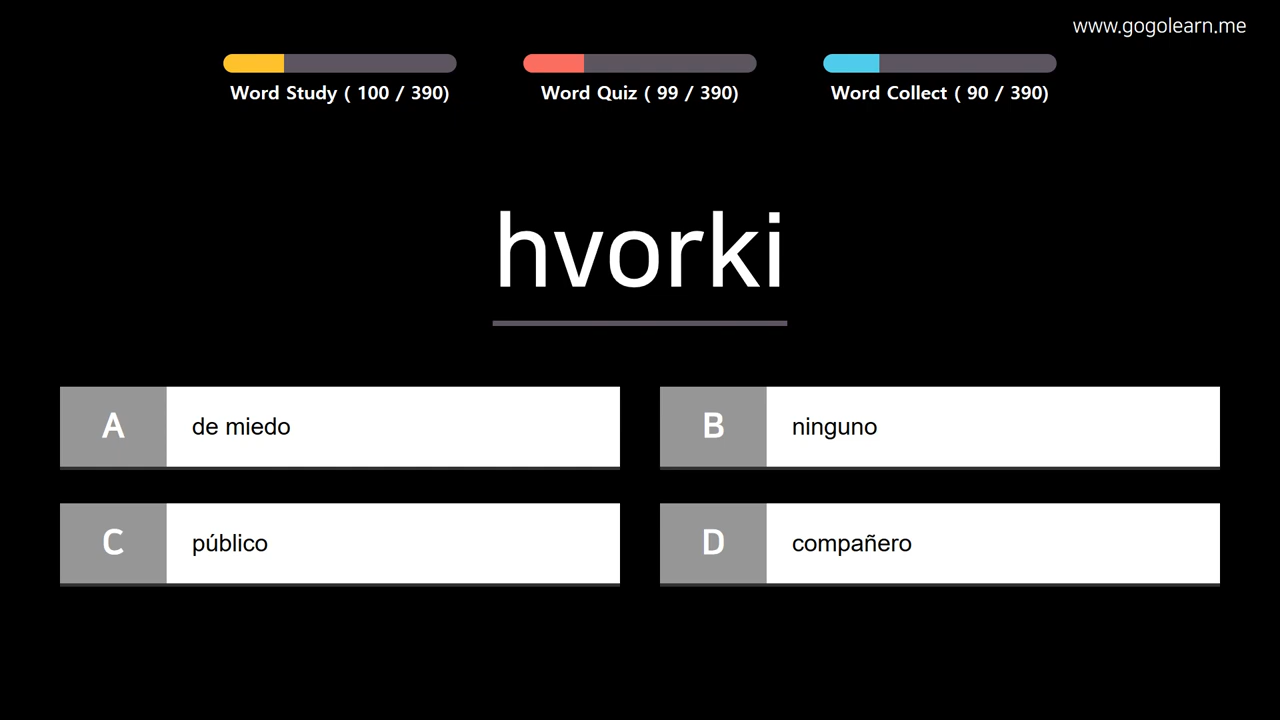 www.gogolearn.me
Word Study ( 100 / 390)
Word Quiz ( 99 / 390)
Word Collect ( 90 / 390)
hvorki
A de miedo
B ninguno
C público
D compañero